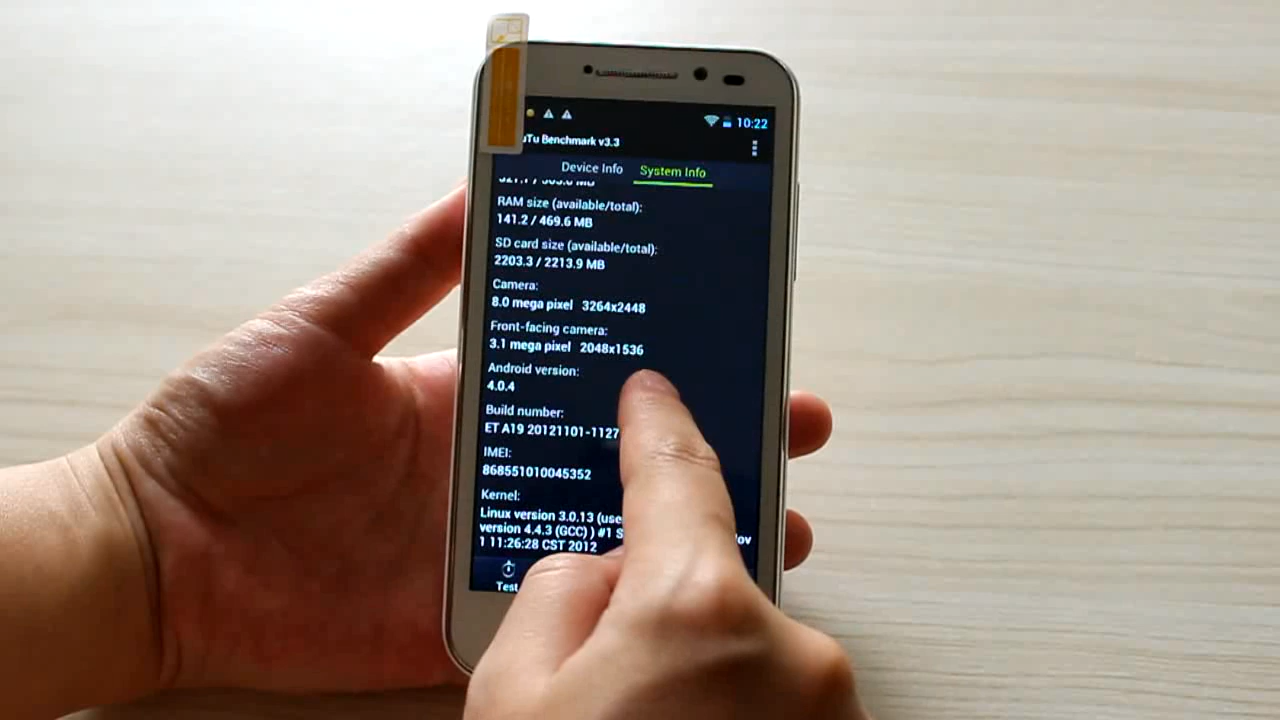 10:22
uTu Benchmark v3.3
Device Info System Info
RAM size (available/total):
141.2 / 469.6 MB
SD card size (available/total):
2203.3 / 2213.9 MB
Camera:
8.0 mega pixel 3264x2448
Front-facing camera:
3.1 mega pixel 2048x1536
Android version:
4.0.4
Build number:
ET A19 20121101-1127
IMEI:
868551010045352
Kernel:
Linux version 3.0.13 (use
version 4.4.3 (GCC) ) #1 S ov
1 11:26:28 CST 2012
Test